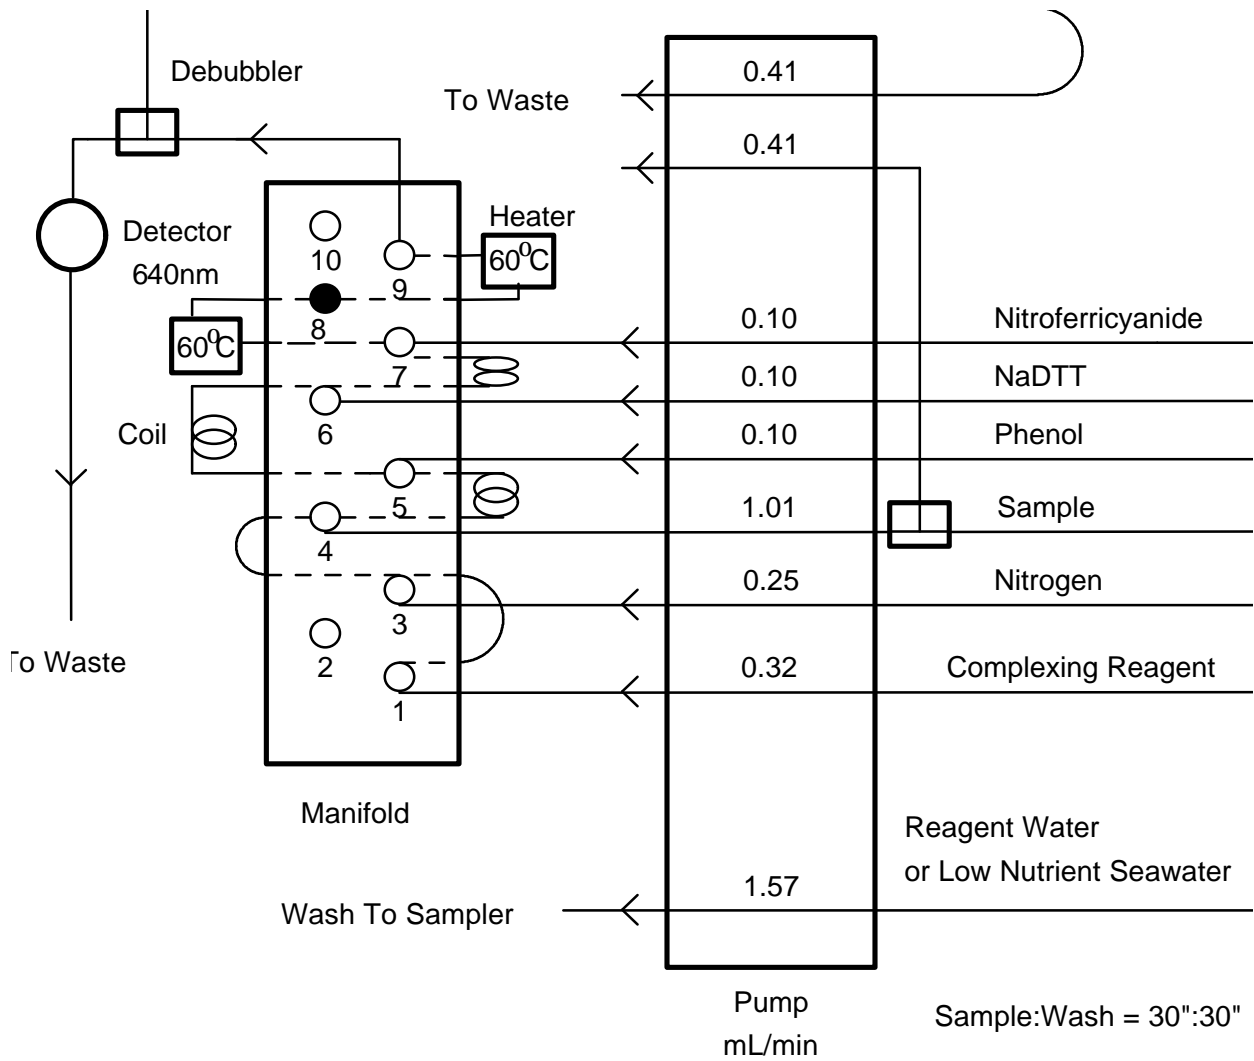 Debubbler
To Waste
0.41
0.41
Detector
640nm
Heater
60⁰C
10
9
8
60⁰C
7
0.10
Nitroferricyanide
0.10
NaDTT
6
Coil
0.10
Phenol
5
1.01
Sample
4
0.25
Nitrogen
3
To Waste
2
0.32
Complexing Reagent
1
Manifold
Reagent Water
or Low Nutrient Seawater
1.57
Wash To Sampler
Pump
mL/min
Sample:Wash = 30":30"